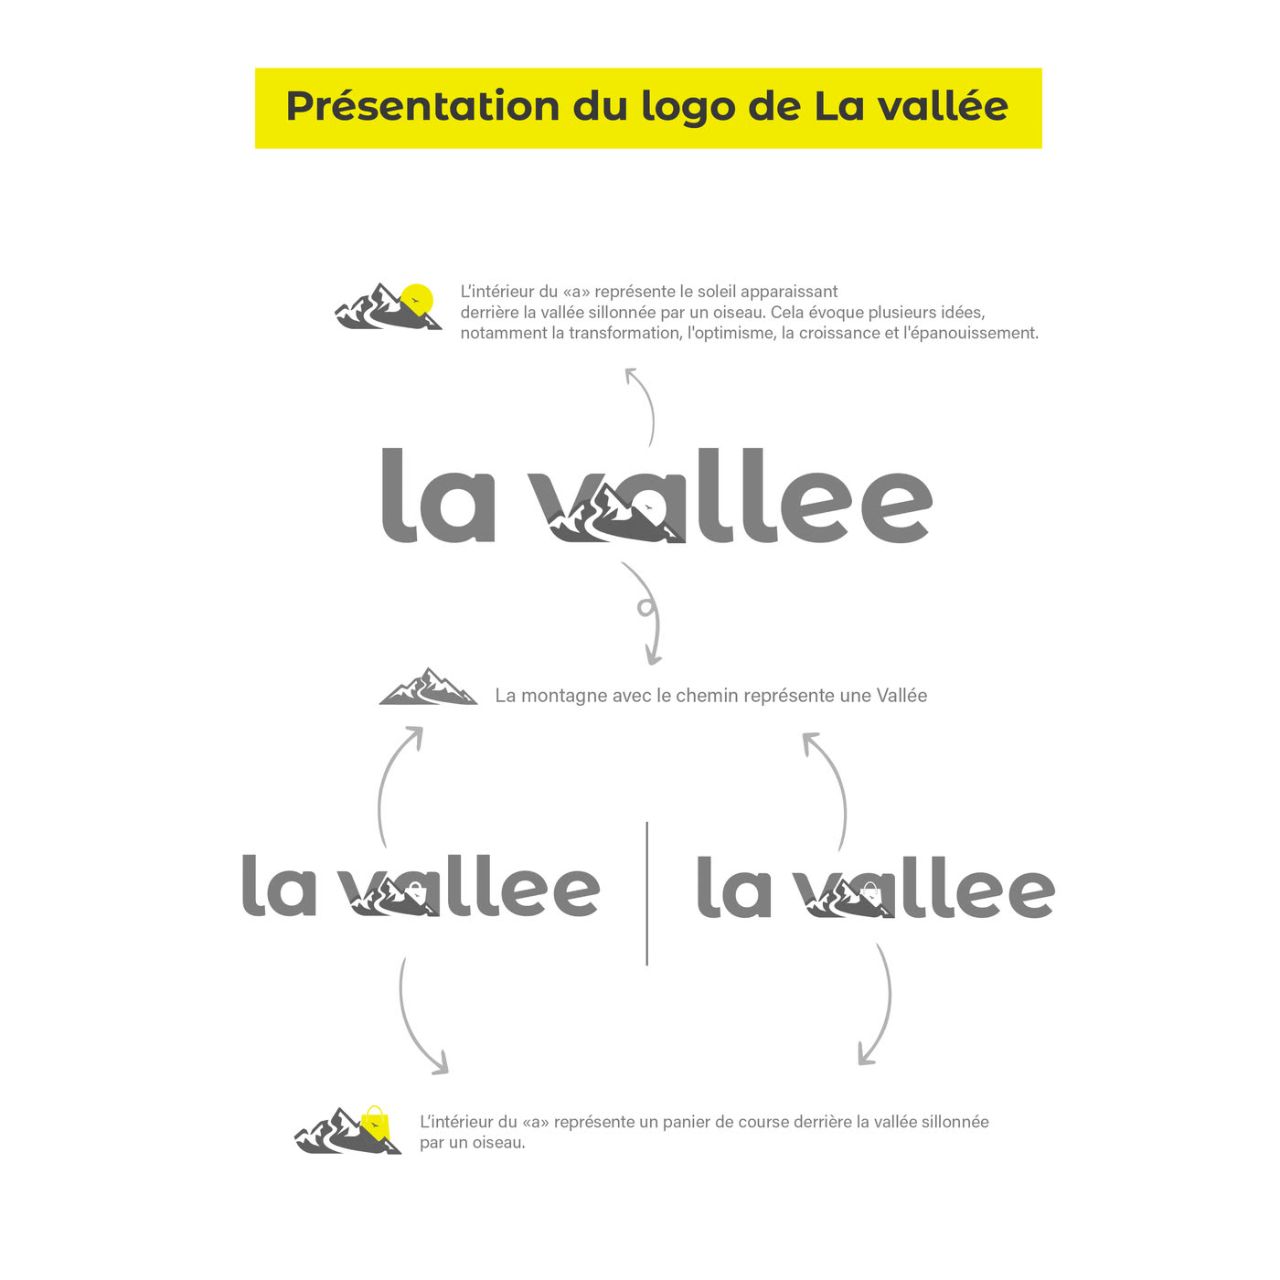 Présentation du logo de La vallée
L'intérieur du «a» représente le soleil apparaissant
derrière la vallée sillonnée par un oiseau. Cela évoque plusieurs idées,
notamment la transformation, l'optimisme, la croissance et l'épanouissement.
la vallee
La montagne avec le chemin représente une Vallée
la vallee
la vallee
L'intérieur du «a» représente un panier de course derrière la vallée sillonnée
par un oiseau.